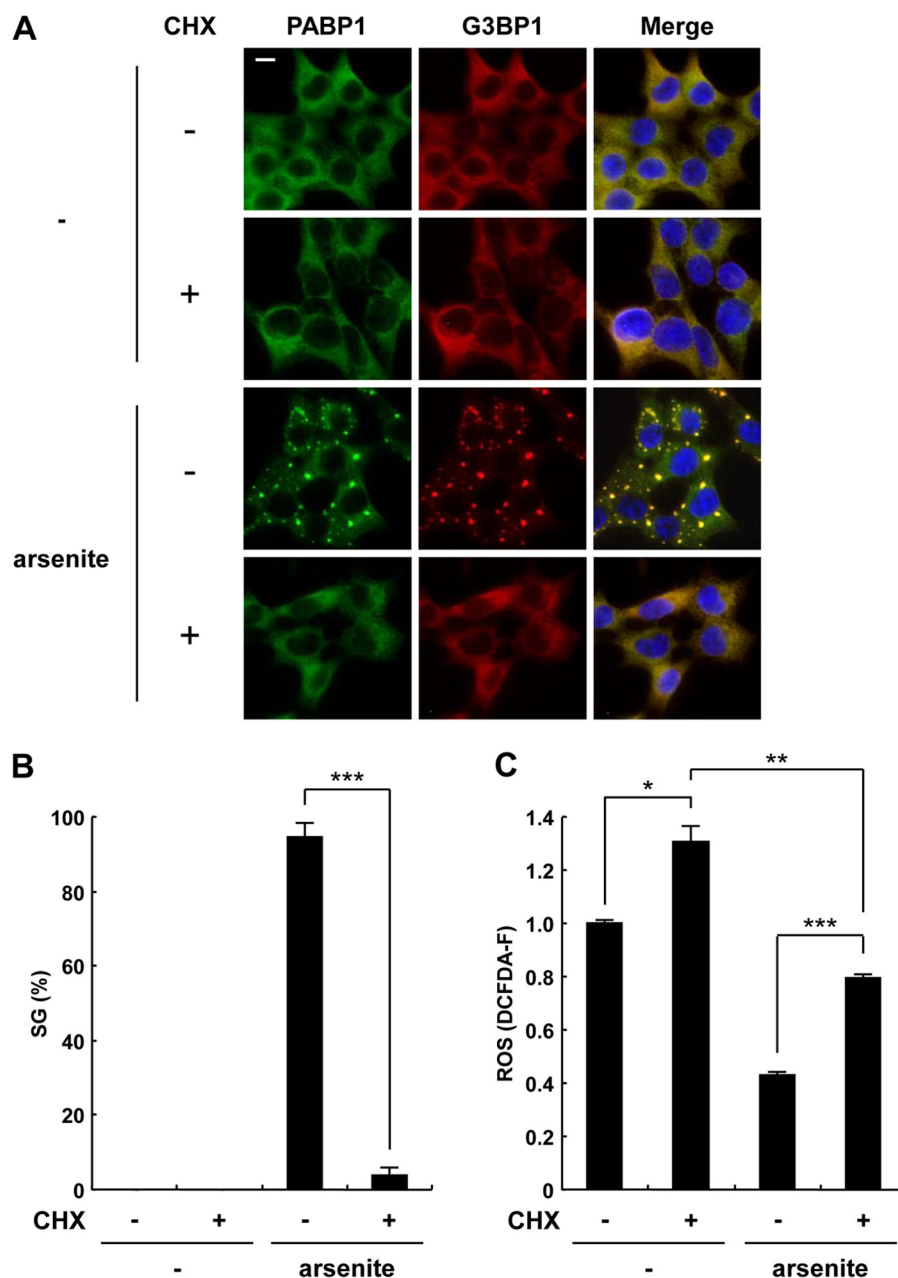 A CHX PABP1 G3BP1 Merge
-
-
+
-
arsenite
+
B
***
100
80
60
40
20
0
SG (%)
CHX - + - +
- arsenite
C
**
*
***
1.4
1.2
1.0
0.8
0.6
0.4
0.2
0
ROS (DCFDA-F)
CHX - + - +
- arsenite